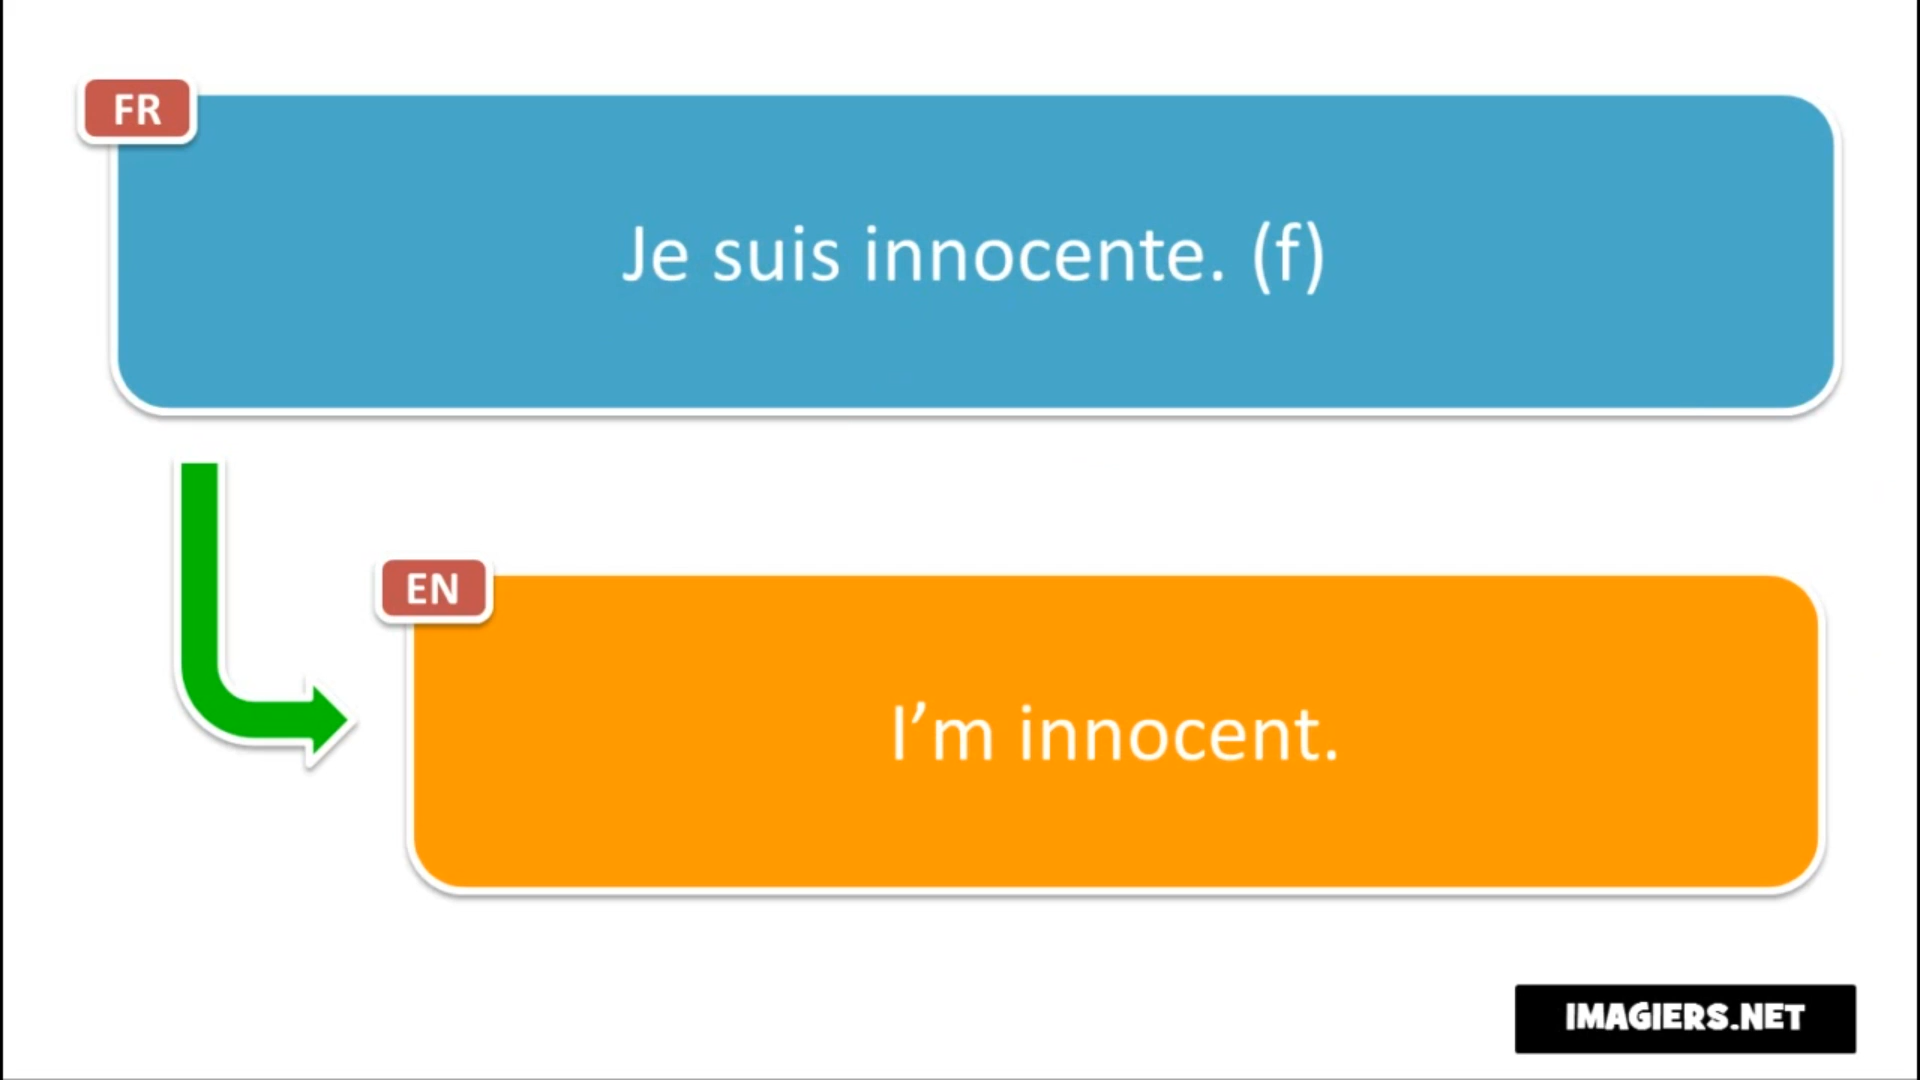 FR
Je suis innocente. (f)
EN
I’m innocent.
IMAGIERS.NET